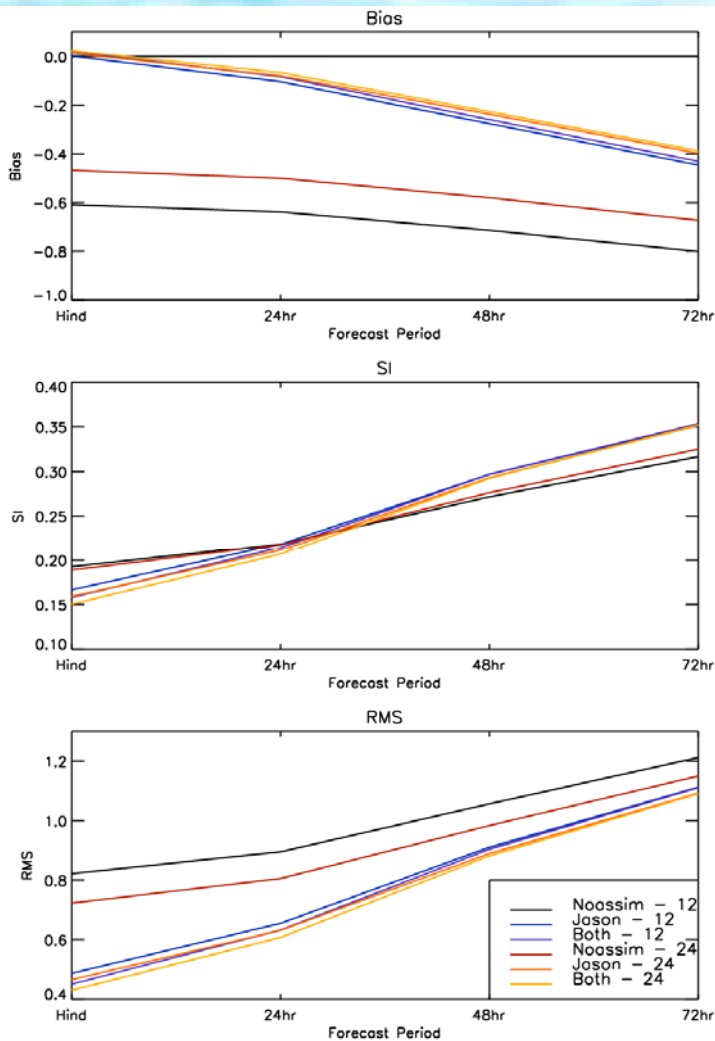 Bias
0.0
-0.2
-0.4
-0.6
-0.8
-1.0
Bias
Hind 24hr 48hr 72hr
Forecast Period
SI
0.40
0.35
0.30
0.25
0.20
0.15
0.10
SI
Hind 24hr 48hr 72hr
Forecast Period
RMS
1.2
1.0
0.8
0.6
0.4
RMS
Hind 24hr 48hr 72hr
Forecast Period
Noassim - 12
Jason - 12
Both - 12
Noassim - 24
Jason - 24
Both - 24